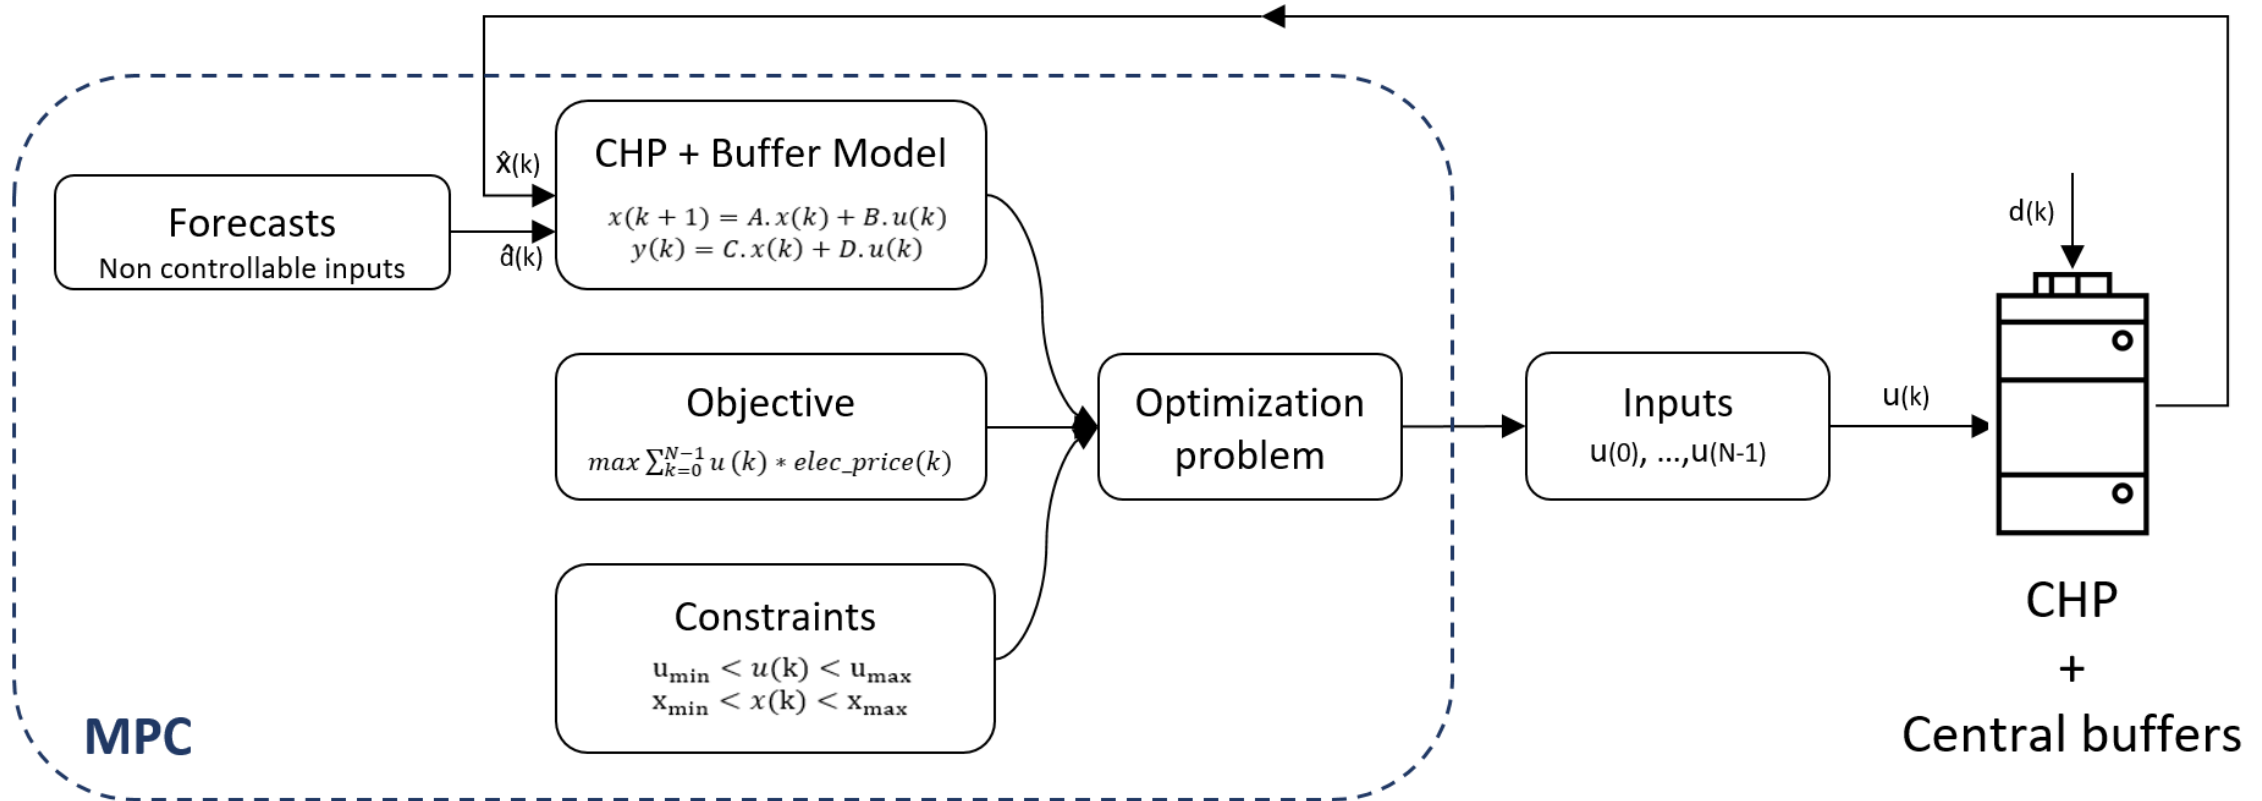 Forecasts
Non controllable inputs
x̂(k)
d̂(k)
CHP + Buffer Model
x(k + 1) = A.x(k) + B.u(k)
y(k) = C.x(k) + D.u(k)
Objective
max ∑_{k=0}^{N−1} u (k) * elec_price(k)
Constraints
u_min < u(k) < u_max
x_min < x(k) < x_max
MPC
Optimization
problem
Inputs
u(0), ...,u(N-1)
u(k)
d(k)
CHP
+
Central buffers